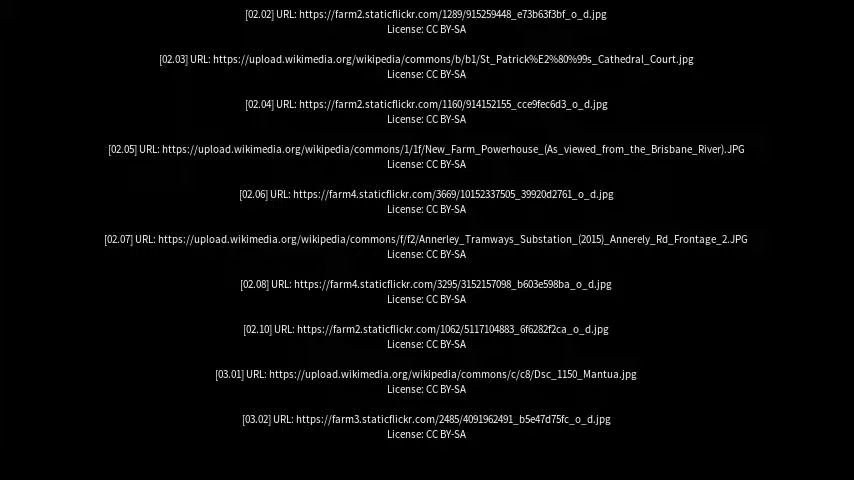 [02.02] URL: https://farm2.staticflickr.com/1289/915259448_e73b63f3bf_o_d.jpg
License: CC BY-SA
[02.03] URL: https://upload.wikimedia.org/wikipedia/commons/b/b1/St_Patrick%E2%80%99s_Cathedral_Court.jpg
License: CC BY-SA
[02.04] URL: https://farm2.staticflickr.com/1160/914152155_cce9fec6d3_o_d.jpg
License: CC BY-SA
[02.05] URL: https://upload.wikimedia.org/wikipedia/commons/1/1f/New_Farm_Powerhouse_(As_viewed_from_the_Brisbane_River).JPG
License: CC BY-SA
[02.06] URL: https://farm4.staticflickr.com/3669/10152337505_39920d2761_o_d.jpg
License: CC BY-SA
[02.07] URL: https://upload.wikimedia.org/wikipedia/commons/f/f2/Annerley_Tramways_Substation_(2015)_Annerely_Rd_Frontage_2.JPG
License: CC BY-SA
[02.08] URL: https://farm4.staticflickr.com/3295/3152157098_b603e598ba_o_d.jpg
License: CC BY-SA
[02.10] URL: https://farm2.staticflickr.com/1062/5117104883_6f6282f2ca_o_d.jpg
License: CC BY-SA
[03.01] URL: https://upload.wikimedia.org/wikipedia/commons/c/c8/Dsc_1150_Mantua.jpg
License: CC BY-SA
[03.02] URL: https://farm3.staticflickr.com/2485/4091962491_b5e47d75fc_o_d.jpg
License: CC BY-SA